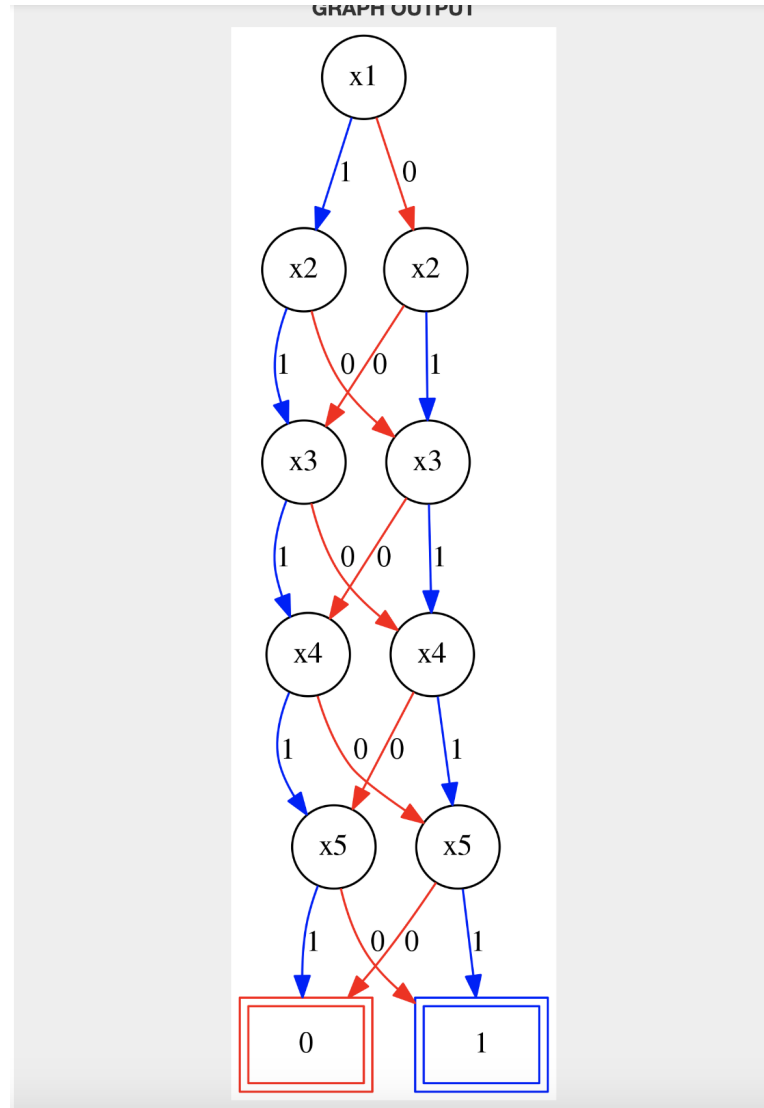 GRAPH OUTPUT
x1
1 0
x2 x2
1 0 0 1
x3 x3
1 0 0 1
x4 x4
1 0 0 1
x5 x5
1 0 0 1
0 1